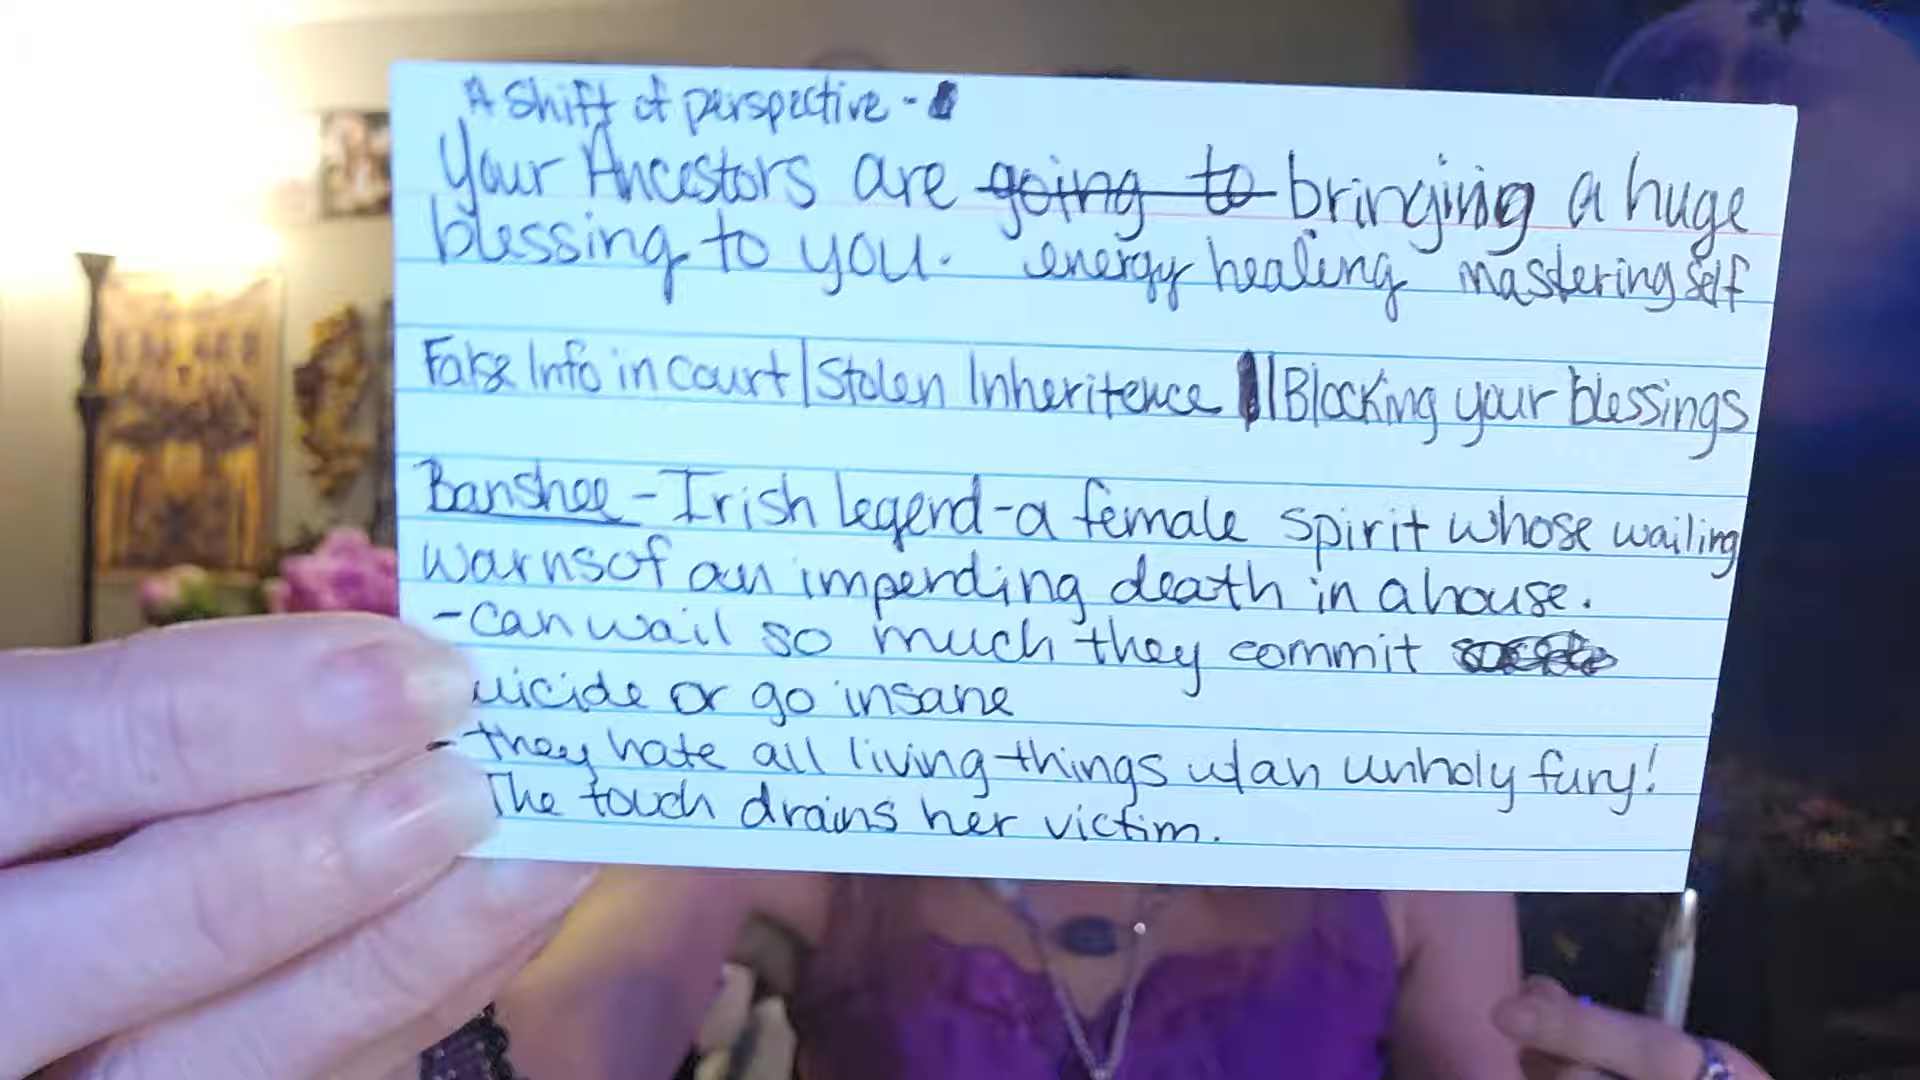 A shift of perspective -
Your Ancestors are going to bringing a huge
blessing to you. energy healing mastering self
False Info in court | Stolen Inheritence | Blocking your blessings
Banshee - Irish legend - a female spirit whose wailing
warns of an impending death in a house.
- can wail so much they commit
uicide or go insane
- they hate all living things w/an unholy fury!
The touch drains her victim.